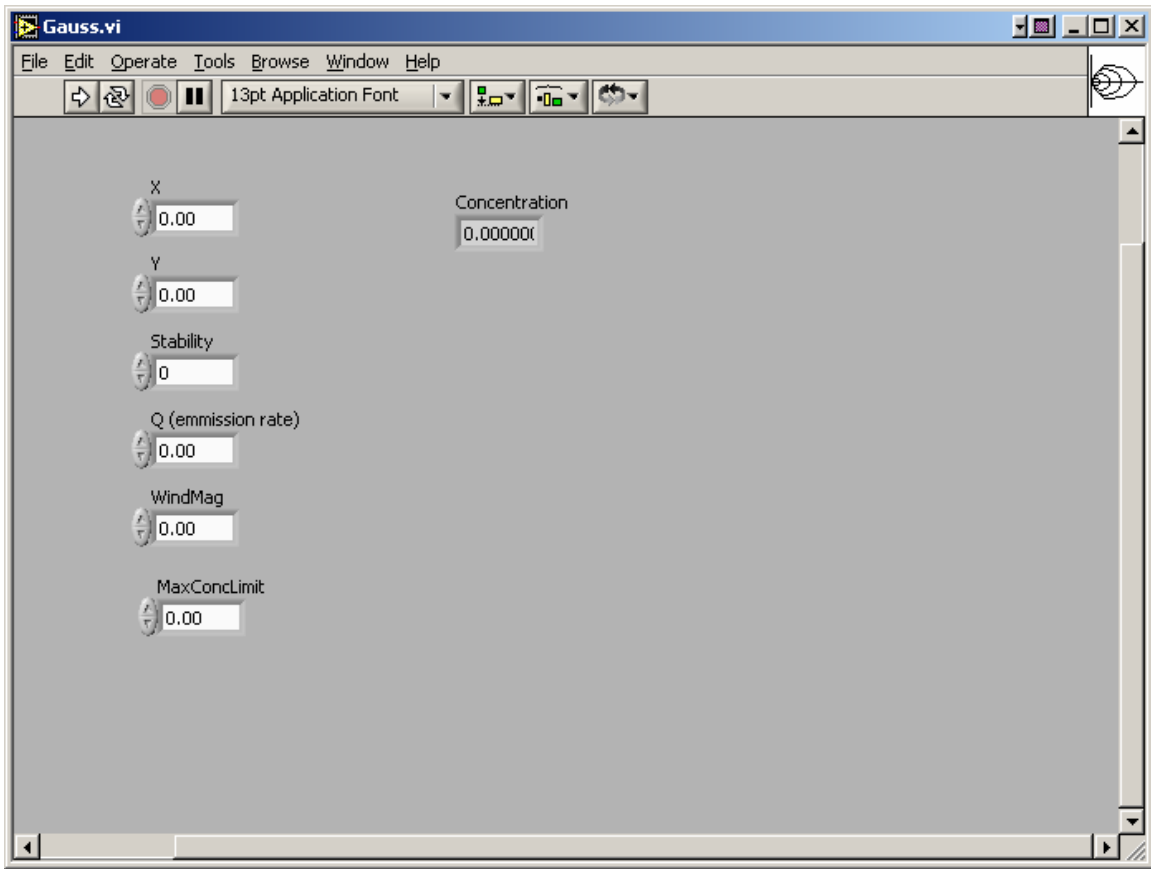 Gauss.vi
File Edit Operate Tools Browse Window Help
13pt Application Font
X
0.00
Concentration
0.000000
Y
0.00
Stability
0
Q (emmission rate)
0.00
WindMag
0.00
MaxConcLimit
0.00